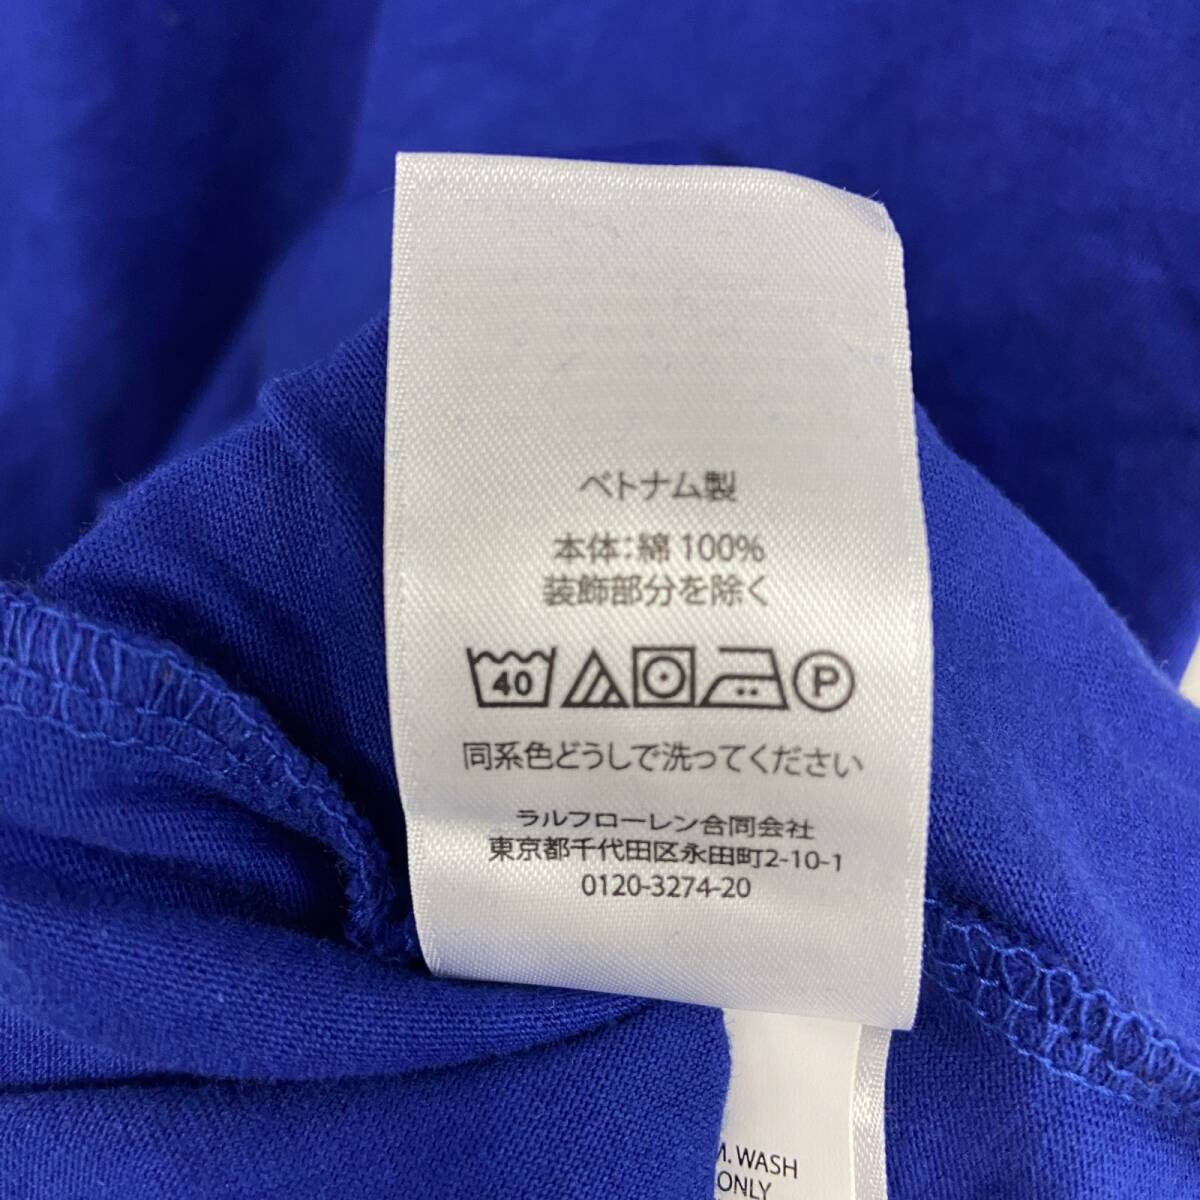 ベトナム製
本体:綿 100%
装飾部分を除く
40 P
同系色どうしで洗ってください
ラルフローレン合同会社
東京都千代田区永田町2-10-1
0120-3274-20
M. WASH
ONLY